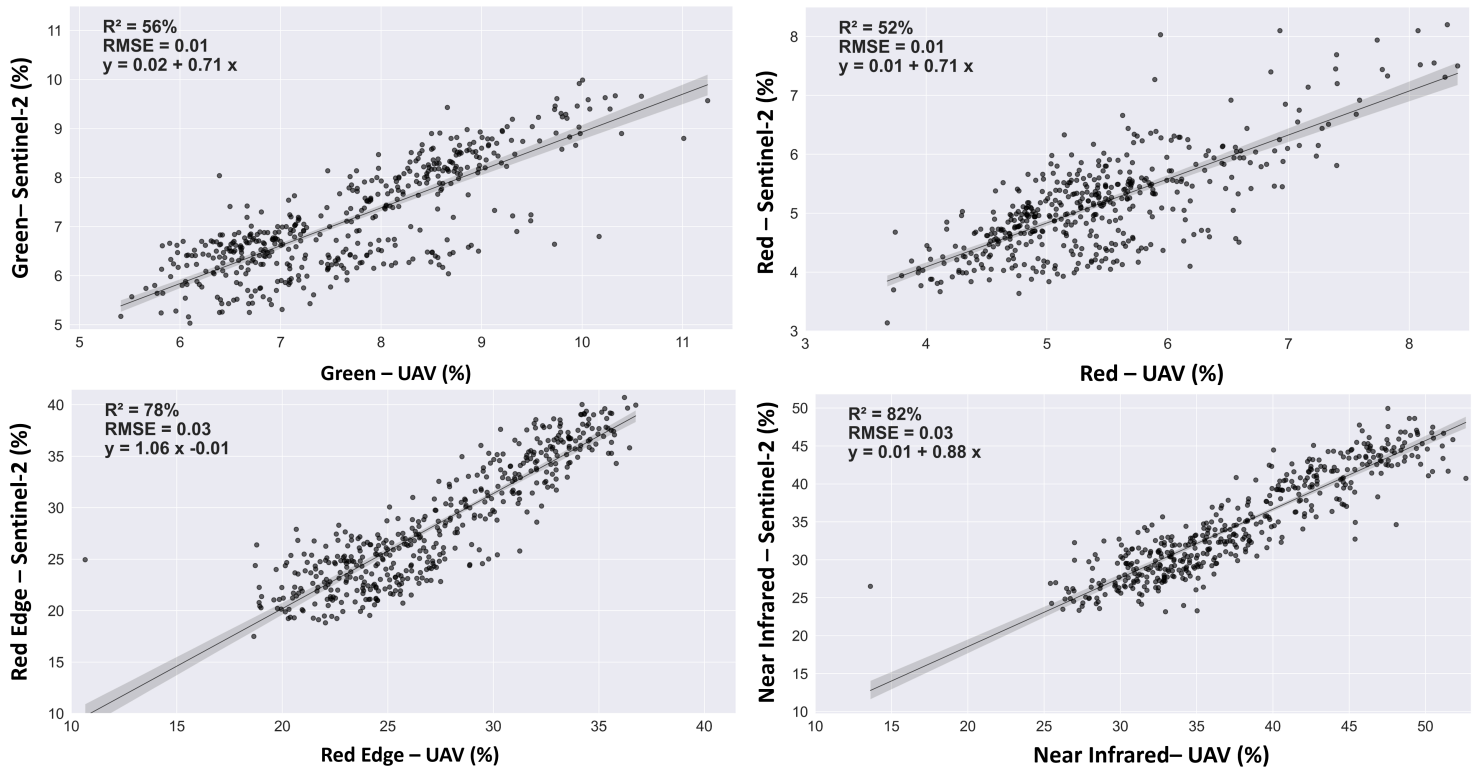 R² = 56%
RMSE = 0.01
y = 0.02 + 0.71 x
Green– Sentinel-2 (%)
11
10
9
8
7
6
5
5 6 7 8 9 10 11
Green – UAV (%)
R² = 52%
RMSE = 0.01
y = 0.01 + 0.71 x
Red – Sentinel-2 (%)
8
7
6
5
4
3
3 4 5 6 7 8
Red – UAV (%)
R² = 78%
RMSE = 0.03
y = 1.06 x -0.01
Red Edge – Sentinel-2 (%)
40
35
30
25
20
15
10
10 15 20 25 30 35 40
Red Edge – UAV (%)
R² = 82%
RMSE = 0.03
y = 0.01 + 0.88 x
Near Infrared – Sentinel-2 (%)
50
45
40
35
30
25
20
15
10
10 15 20 25 30 35 40 45 50
Near Infrared– UAV (%)